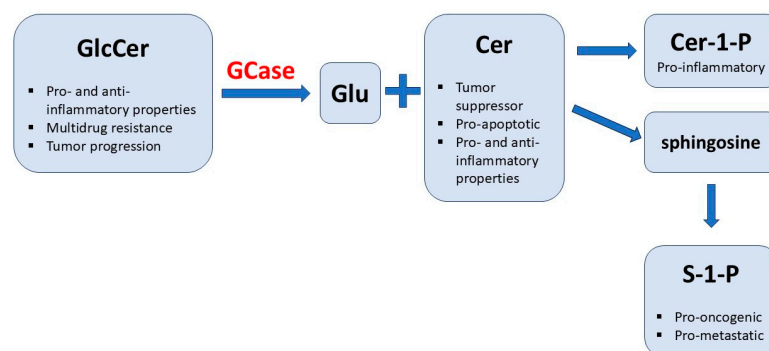 GlcCer
▪ Pro- and anti-
inflammatory properties
▪ Multidrug resistance
▪ Tumor progression
GCase
Glu
Cer
▪ Tumor
suppressor
▪ Pro-apoptotic
▪ Pro- and anti-
inflammatory
properties
Cer-1-P
Pro-inflammatory
sphingosine
S-1-P
▪ Pro-oncogenic
▪ Pro-metastatic